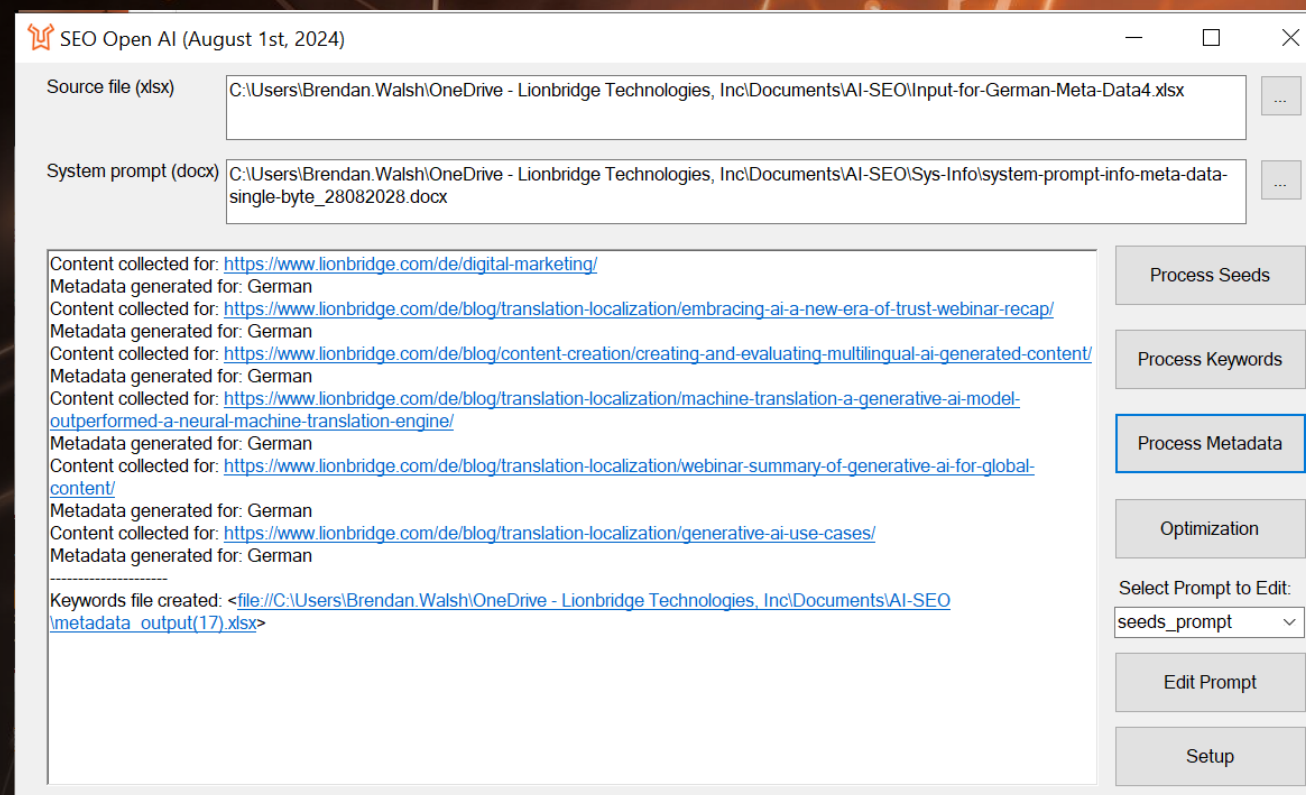 SEO Open AI (August 1st, 2024)
Source file (xlsx)
C:\Users\Brendan.Walsh\OneDrive - Lionbridge Technologies, Inc\Documents\AI-SEO\Input-for-German-Meta-Data4.xlsx
...
System prompt (docx)
C:\Users\Brendan.Walsh\OneDrive - Lionbridge Technologies, Inc\Documents\AI-SEO\Sys-Info\system-prompt-info-meta-data-
single-byte_28082028.docx
...
Content collected for: https://www.lionbridge.com/de/digital-marketing/
Metadata generated for: German
Content collected for: https://www.lionbridge.com/de/blog/translation-localization/embracing-ai-a-new-era-of-trust-webinar-recap/
Metadata generated for: German
Content collected for: https://www.lionbridge.com/de/blog/content-creation/creating-and-evaluating-multilingual-ai-generated-content/
Metadata generated for: German
Content collected for: https://www.lionbridge.com/de/blog/translation-localization/machine-translation-a-generative-ai-model-
outperformed-a-neural-machine-translation-engine/
Metadata generated for: German
Content collected for: https://www.lionbridge.com/de/blog/translation-localization/webinar-summary-of-generative-ai-for-global-
content/
Metadata generated for: German
Content collected for: https://www.lionbridge.com/de/blog/translation-localization/generative-ai-use-cases/
Metadata generated for: German
---------------------
Keywords file created: <file://C:\Users\Brendan.Walsh\OneDrive - Lionbridge Technologies, Inc\Documents\AI-SEO
\metadata_output(17).xlsx>
Process Seeds
Process Keywords
Process Metadata
Optimization
Select Prompt to Edit:
seeds_prompt
Edit Prompt
Setup